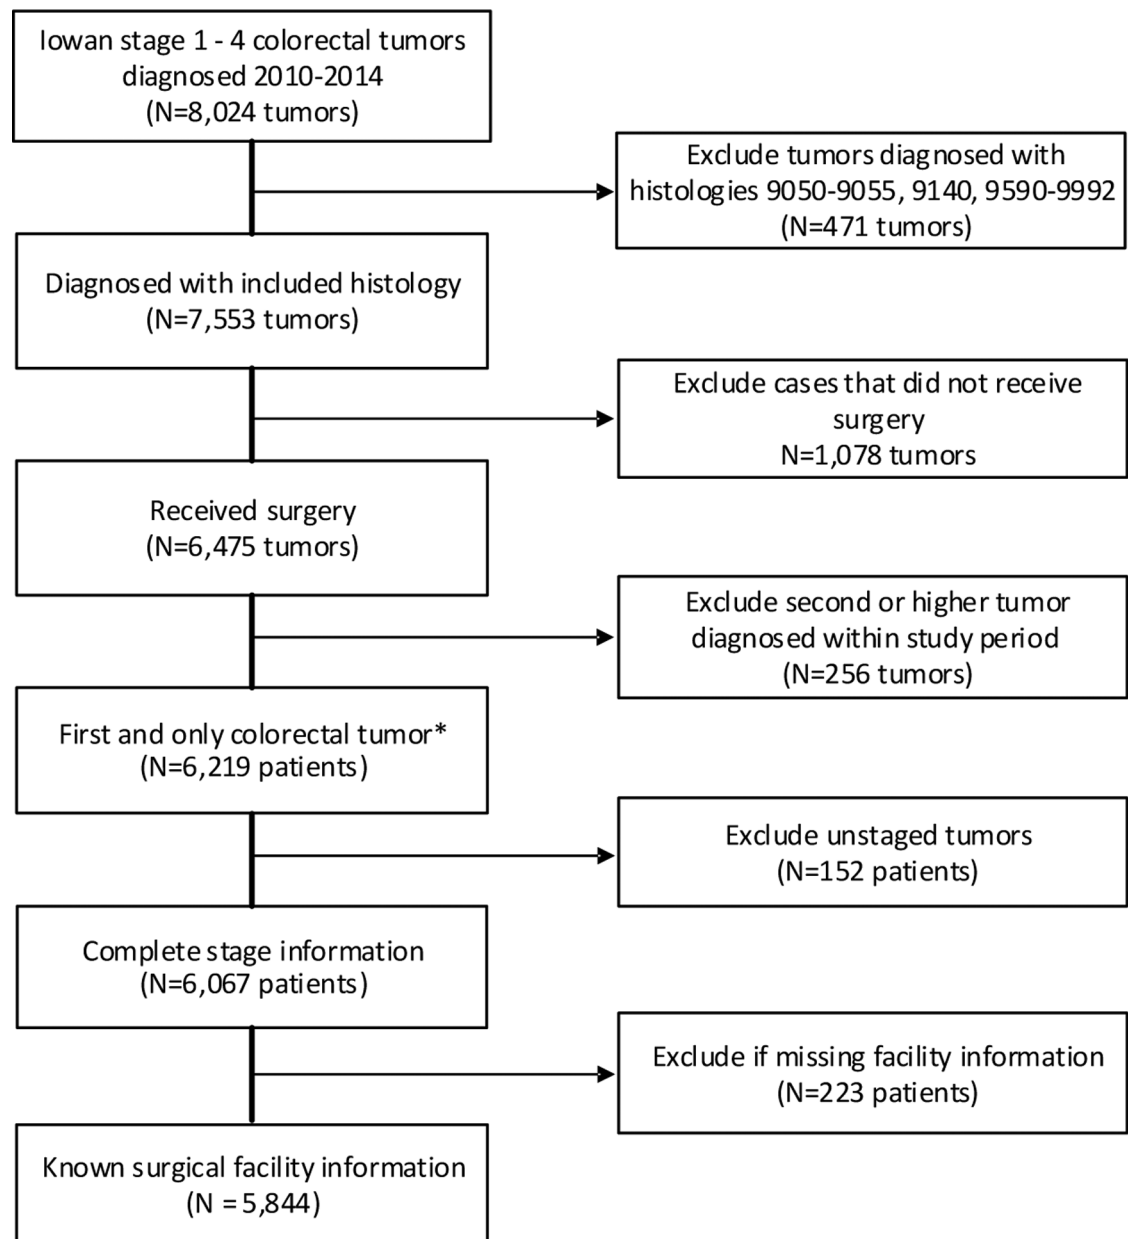 Iowan stage 1 - 4 colorectal tumors
diagnosed 2010-2014
(N=8,024 tumors)
Exclude tumors diagnosed with
histologies 9050-9055, 9140, 9590-9992
(N=471 tumors)
Diagnosed with included histology
(N=7,553 tumors)
Exclude cases that did not receive
surgery
N=1,078 tumors
Received surgery
(N=6,475 tumors)
Exclude second or higher tumor
diagnosed within study period
(N=256 tumors)
First and only colorectal tumor*
(N=6,219 patients)
Exclude unstaged tumors
(N=152 patients)
Complete stage information
(N=6,067 patients)
Exclude if missing facility information
(N=223 patients)
Known surgical facility information
(N = 5,844)